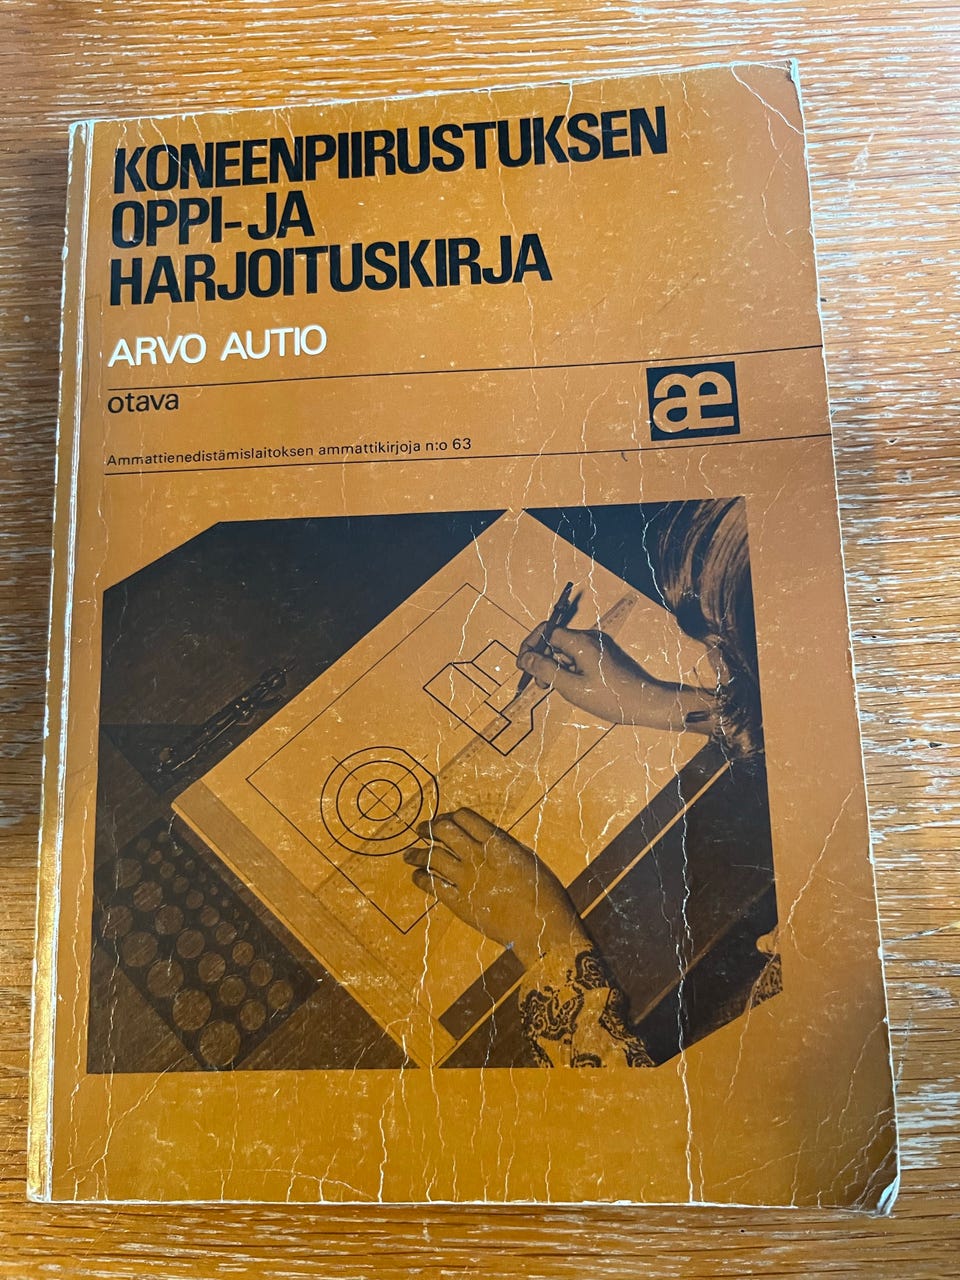 KONEENPIIRUSTUKSEN
OPPI-JA
HARJOITUSKIRJA
ARVO AUTIO
otava
æ
Ammattienedistämislaitoksen ammattikirjoja n:o 63